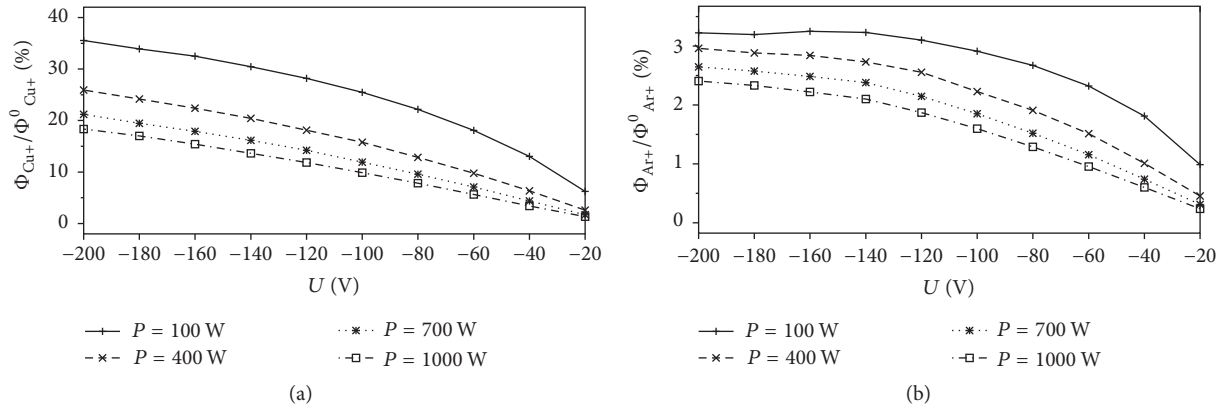 40
30
20
10
0
Φ_Cu+/Φ^0_Cu+ (%)
−200 −180 −160 −140 −120 −100 −80 −60 −40 −20
U (V)
P = 100 W
P = 400 W
P = 700 W
P = 1000 W
(a)
3
2
1
0
Φ_Ar+/Φ^0_Ar+ (%)
−200 −180 −160 −140 −120 −100 −80 −60 −40 −20
U (V)
P = 100 W
P = 400 W
P = 700 W
P = 1000 W
(b)